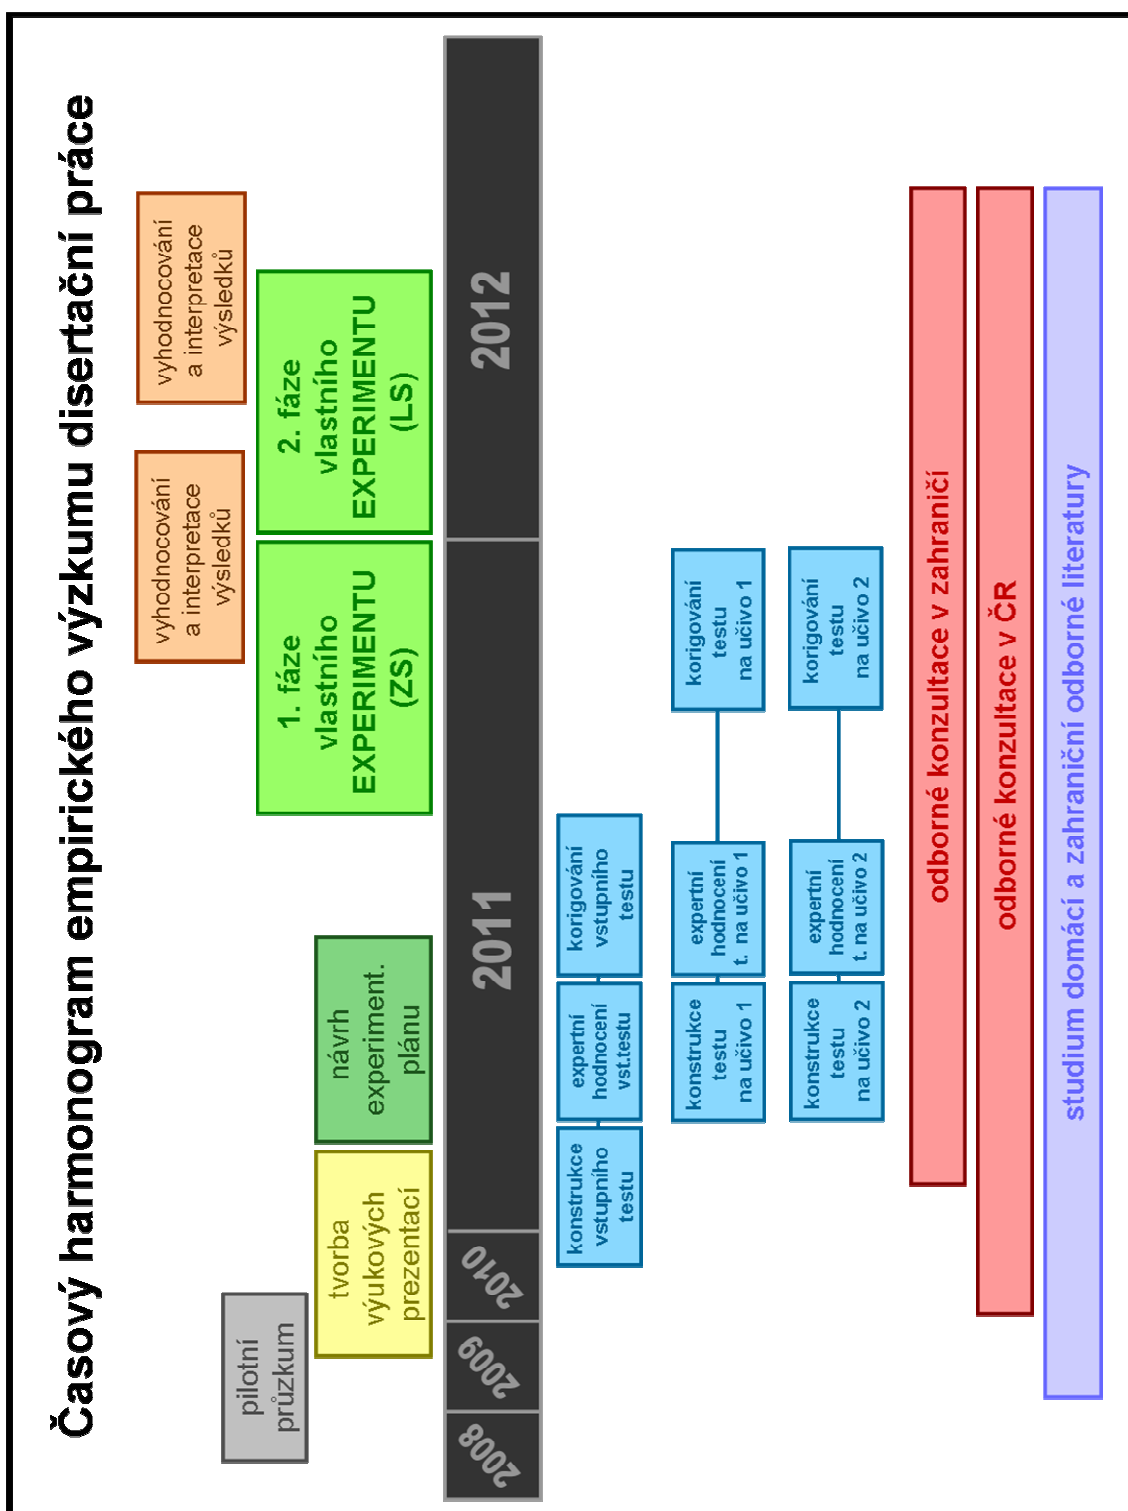 Časový harmonogram empirického výzkumu disertační práce
pilotní
průzkum
tvorba
výukových
prezentací
návrh
experiment.
plánu
1. fáze
vlastního
EXPERIMENTU
(ZS)
2. fáze
vlastního
EXPERIMENTU
(LS)
vyhodnocování
a interpretace
výsledků
vyhodnocování
a interpretace
výsledků
2008
2009
2010
2011
2012
konstrukce
vstupního
testu
expertní
hodnocení
vst.testu
korigování
vstupního
testu
konstrukce
testu
na učivo 1
expertní
hodnocení
t. na učivo 1
korigování
testu
na učivo 1
konstrukce
testu
na učivo 2
expertní
hodnocení
t. na učivo 2
korigování
testu
na učivo 2
odborné konzultace v zahraničí
odborné konzultace v ČR
studium domácí a zahraniční odborné literatury